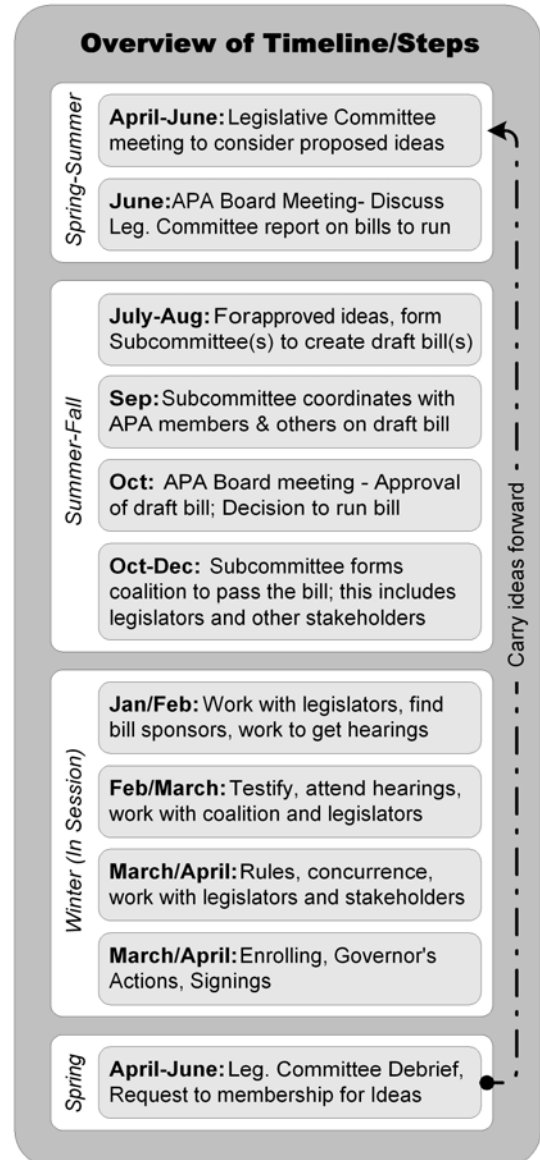 Overview of Timeline/Steps
Spring-Summer
April-June: Legislative Committee
meeting to consider proposed ideas
June:APA Board Meeting- Discuss
Leg. Committee report on bills to run
Summer-Fall
July-Aug: Forapproved ideas, form
Subcommittee(s) to create draft bill(s)
Sep: Subcommittee coordinates with
APA members & others on draft bill
Oct: APA Board meeting - Approval
of draft bill; Decision to run bill
Oct-Dec: Subcommittee forms
coalition to pass the bill; this includes
legislators and other stakeholders
Winter (In Session)
Jan/Feb: Work with legislators, find
bill sponsors, work to get hearings
Feb/March: Testify, attend hearings,
work with coalition and legislators
March/April: Rules, concurrence,
work with legislators and stakeholders
March/April: Enrolling, Governor's
Actions, Signings
Spring
April-June: Leg. Committee Debrief,
Request to membership for Ideas
Carry ideas forward